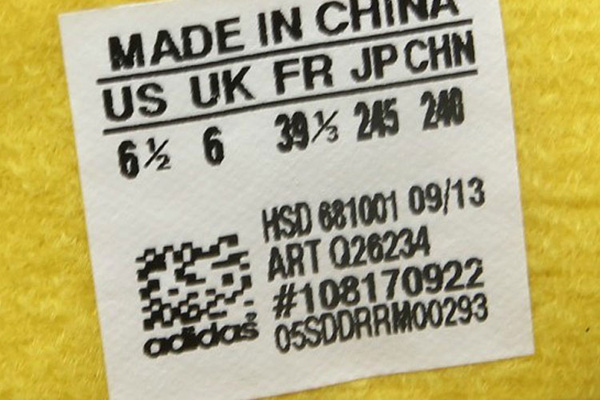 MADE IN CHINA
US UK FR JP CHN
6½ 6 39⅓ 245 240
HSD 681001 09/13
ART Q26234
#108170922
adidas 05SDDRRM00293